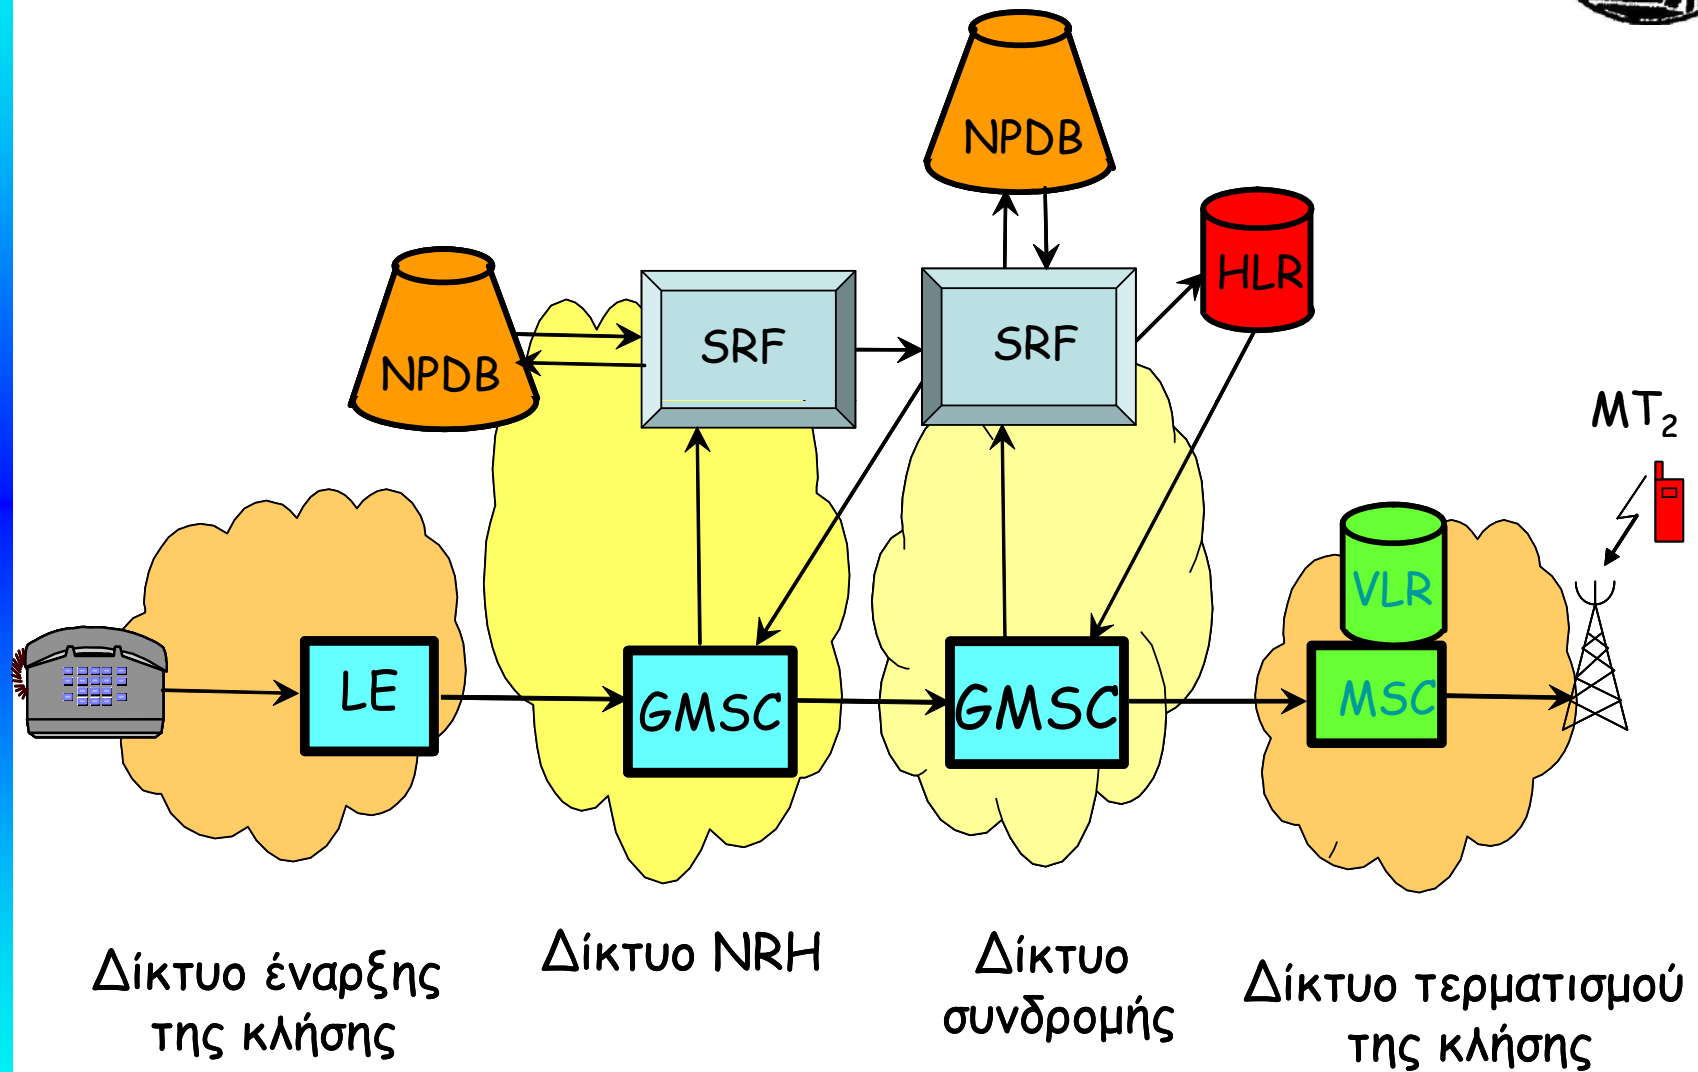 NPDB
HLR
NPDB
SRF
SRF
MT2
VLR
LE
GMSC
GMSC
MSC
Δίκτυο έναρξης
της κλήσης
Δίκτυο NRH
Δίκτυο
συνδρομής
Δίκτυο τερματισμού
της κλήσης